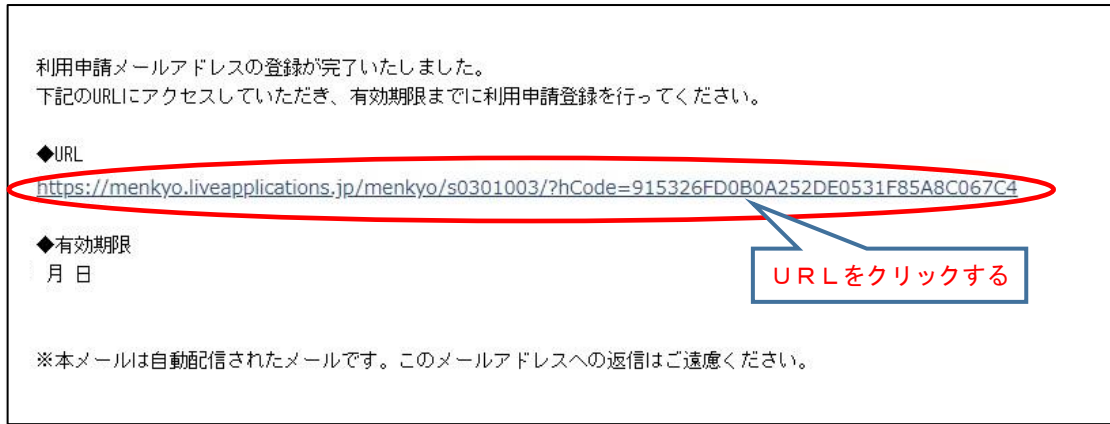 利用申請メールアドレスの登録が完了いたしました。
下記のURLにアクセスしていただき、有効期限までに利用申請登録を行ってください。
◆URL
https://menkyo.liveapplications.jp/menkyo/s0301003/?hCode=915326FD0B0A252DE0531F85A8C067C4
◆有効期限
月 日
ＵＲＬをクリックする
※本メールは自動配信されたメールです。このメールアドレスへの返信はご遠慮ください。